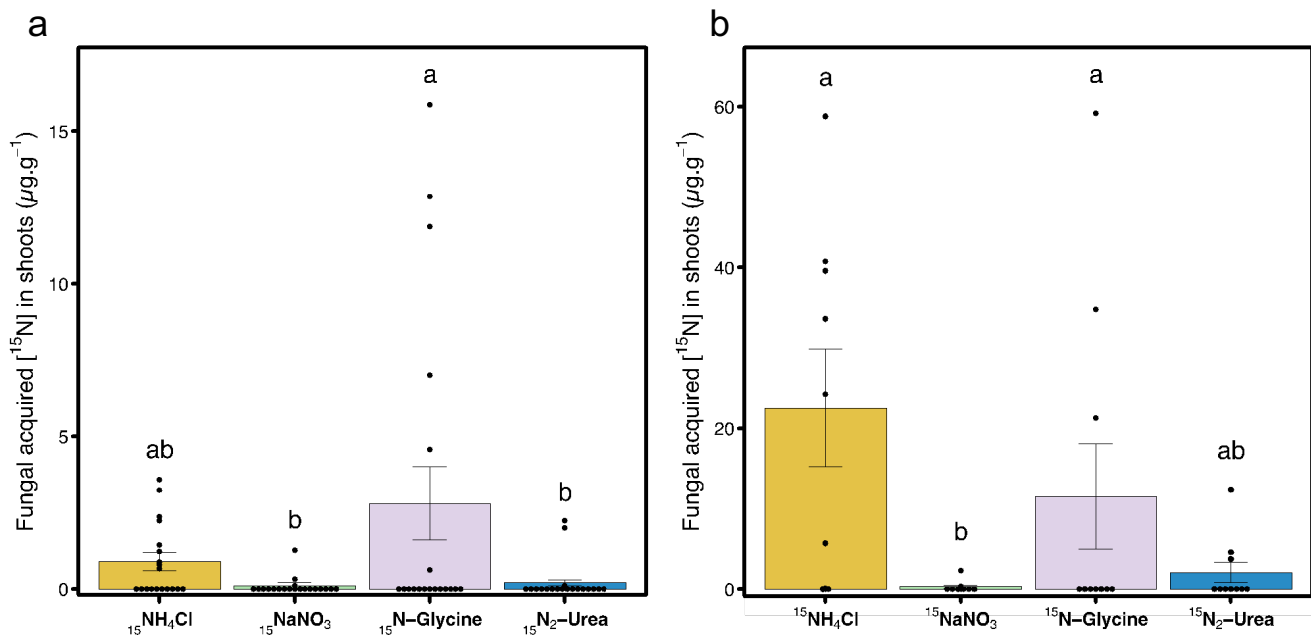 a
Fungal acquired [¹⁵N] in shoots (µg.g⁻¹)
15
10
5
0
ab
b
a
b
₁₅NH₄Cl
₁₅NaNO₃
₁₅N–Glycine
₁₅N₂–Urea
b
Fungal acquired [¹⁵N] in shoots (µg.g⁻¹)
60
40
20
0
a
b
a
ab
¹⁵NH₄Cl
¹⁵NaNO₃
¹⁵N–Glycine
¹⁵N₂–Urea